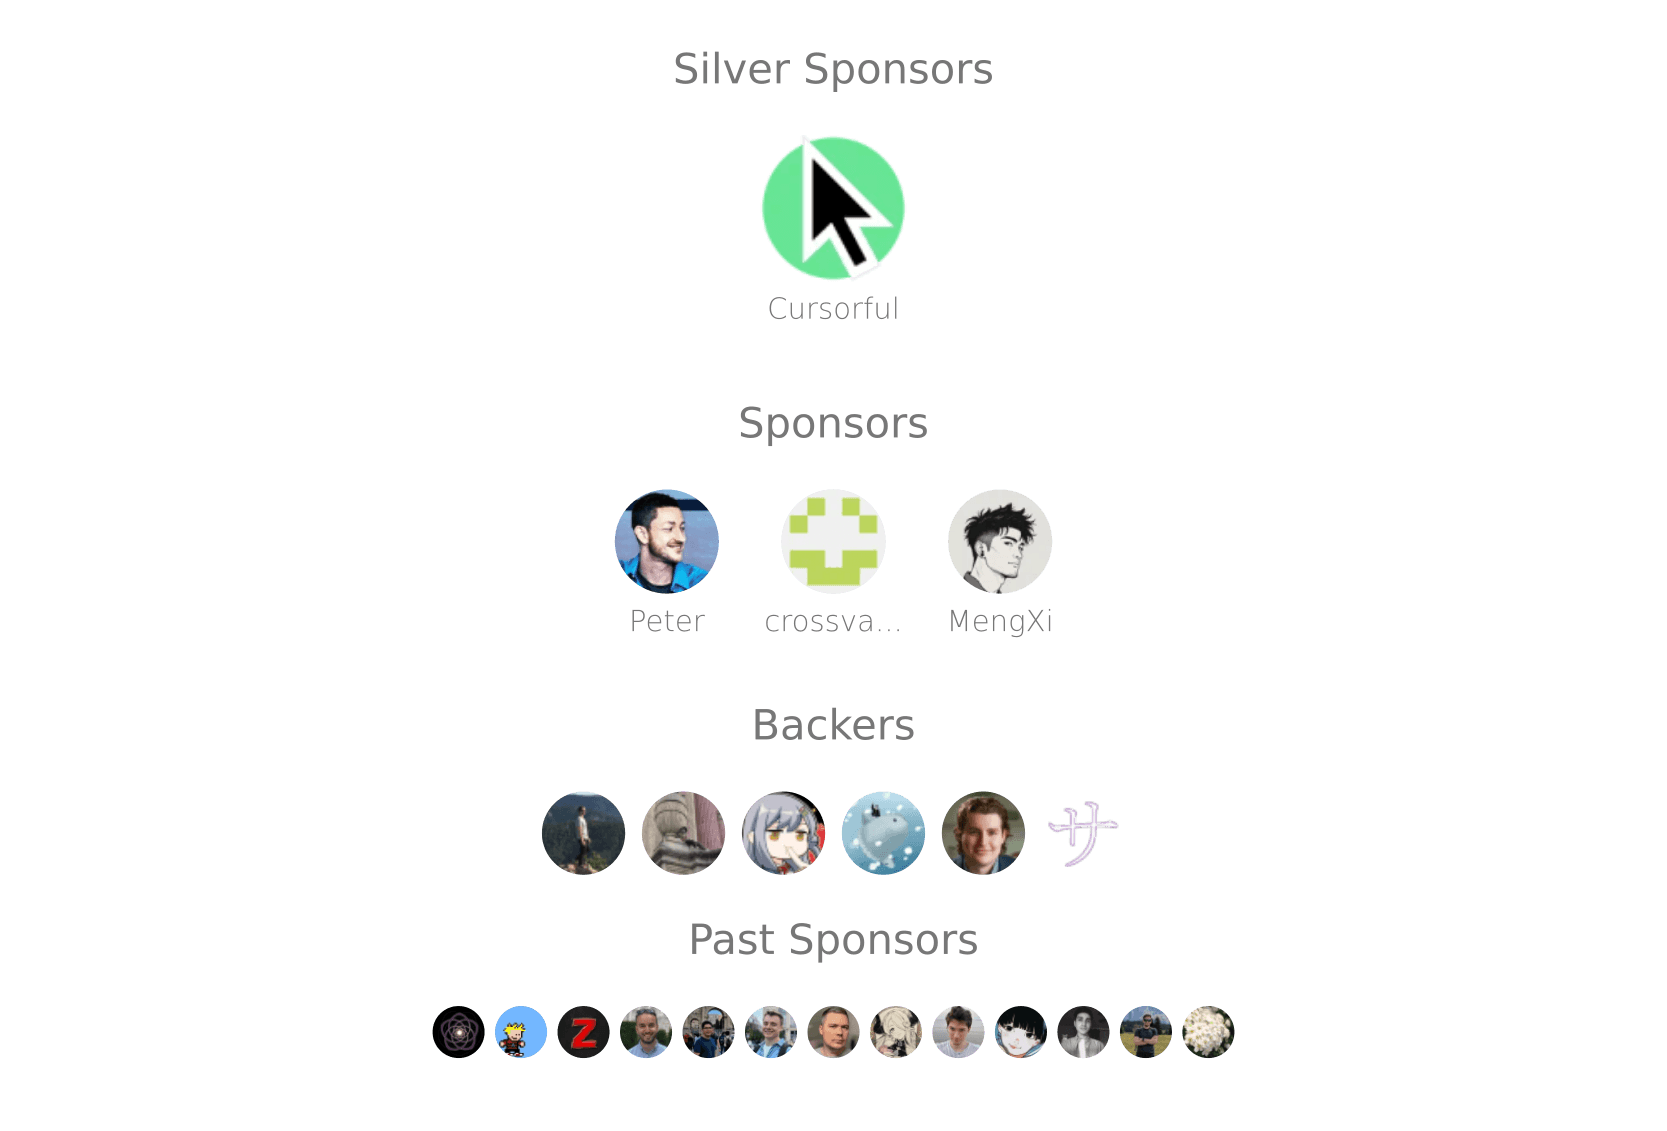 Silver Sponsors
Cursorful
Sponsors
Peter
crossva...
MengXi
Backers
サ
Past Sponsors
Z